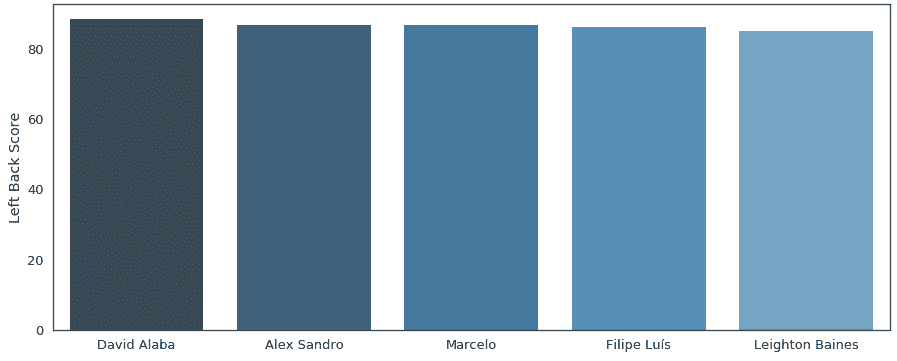 Left Back Score
80
60
40
20
0
David Alaba
Alex Sandro
Marcelo
Filipe Luís
Leighton Baines